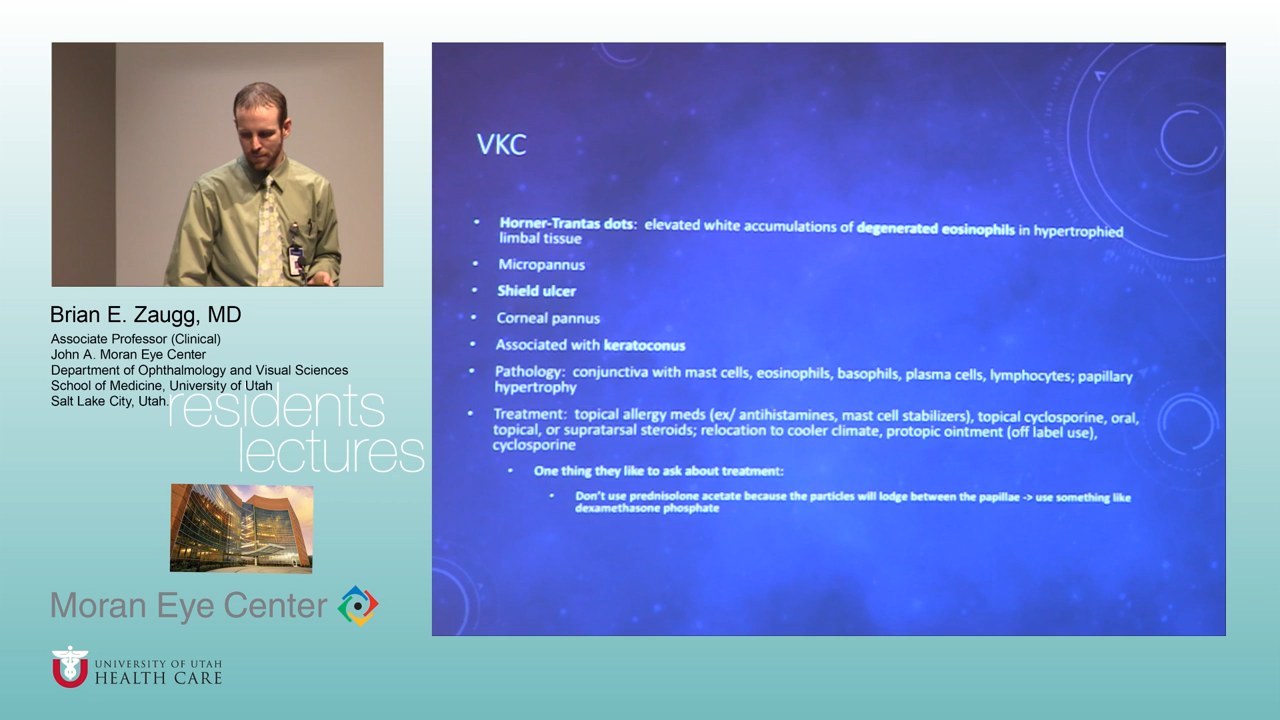 Brian E. Zaugg, MD
Associate Professor (Clinical)
John A. Moran Eye Center
Department of Ophthalmology and Visual Sciences
School of Medicine, University of Utah
Salt Lake City, Utah.
residents
lectures
Moran Eye Center
UNIVERSITY OF UTAH
HEALTH CARE
VKC
• Horner-Trantas dots: elevated white accumulations of degenerated eosinophils in hypertrophied
limbal tissue
• Micropannus
• Shield ulcer
• Corneal pannus
• Associated with keratoconus
• Pathology: conjunctiva with mast cells, eosinophils, basophils, plasma cells, lymphocytes; papillary
hypertrophy
• Treatment: topical allergy meds (ex/ antihistamines, mast cell stabilizers), topical cyclosporine, oral,
topical, or supratarsal steroids; relocation to cooler climate, protopic ointment (off label use),
cyclosporine
• One thing they like to ask about treatment:
• Don't use prednisolone acetate because the particles will lodge between the papillae -> use something like
dexamethasone phosphate